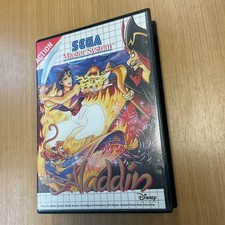 ACTION
SEGA
Master System
Aladdin
Disney